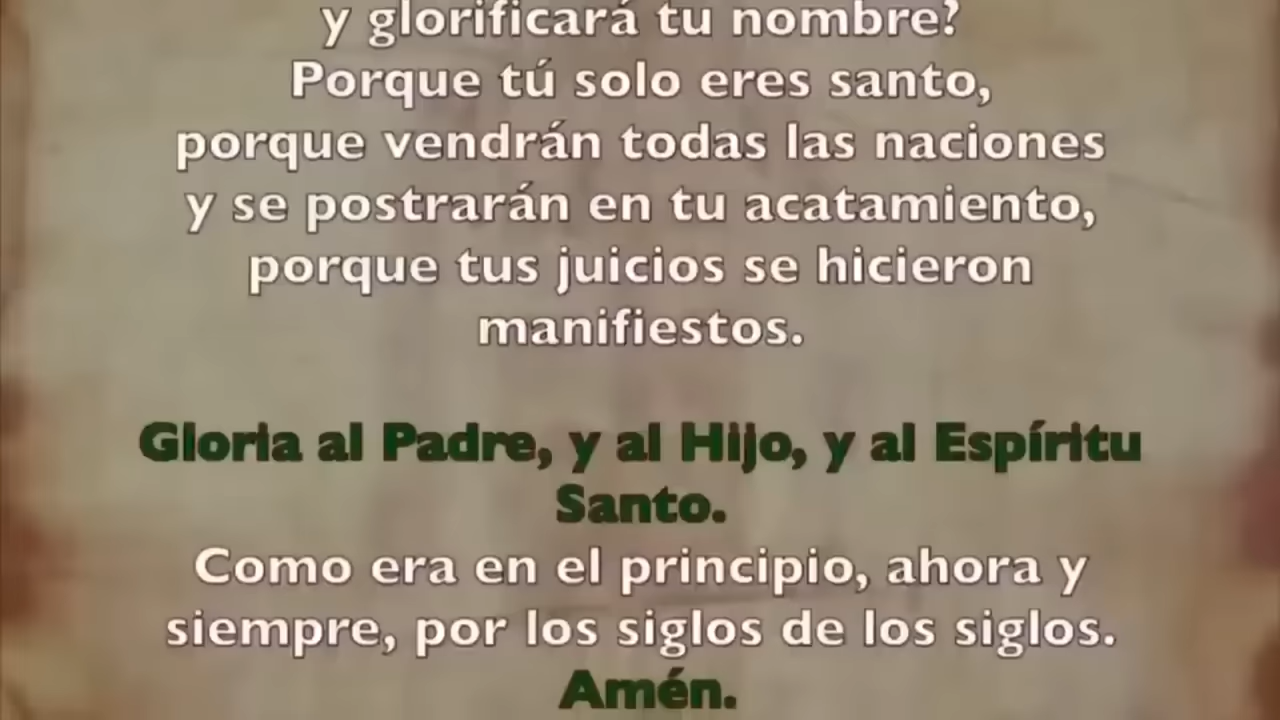 y glorificará tu nombre?
Porque tú solo eres santo,
porque vendrán todas las naciones
y se postrarán en tu acatamiento,
porque tus juicios se hicieron
manifiestos.
Gloria al Padre, y al Hijo, y al Espíritu
Santo.
Como era en el principio, ahora y
siempre, por los siglos de los siglos.
Amén.